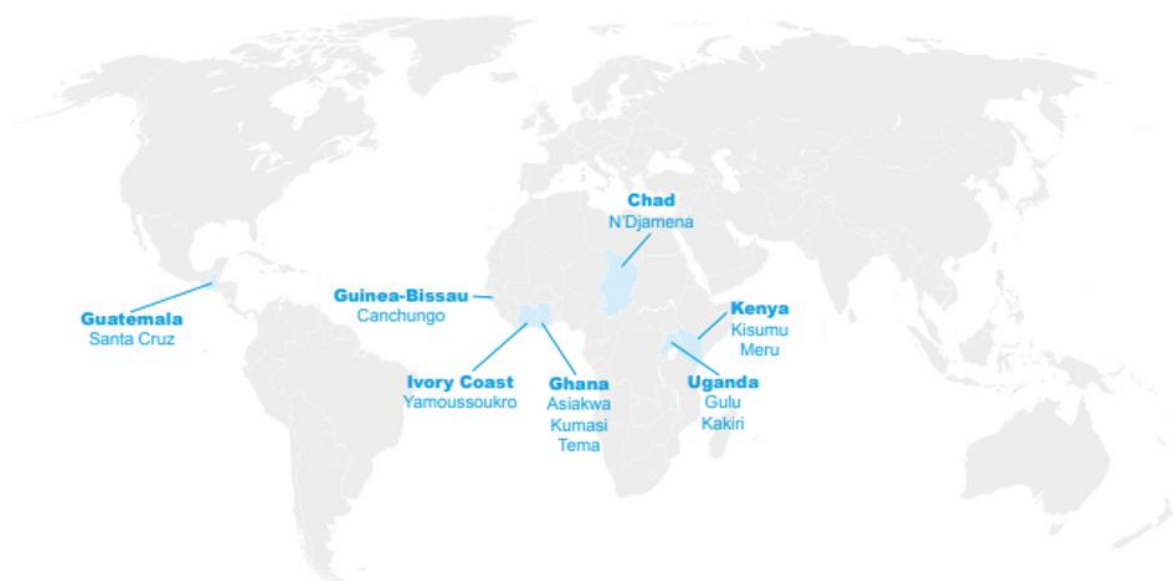 Chad
N'Djamena
Guatemala
Santa Cruz
Guinea-Bissau
Canchungo
Kenya
Kisumu
Meru
Ivory Coast
Yamoussoukro
Ghana
Asiakwa
Kumasi
Tema
Uganda
Gulu
Kakiri